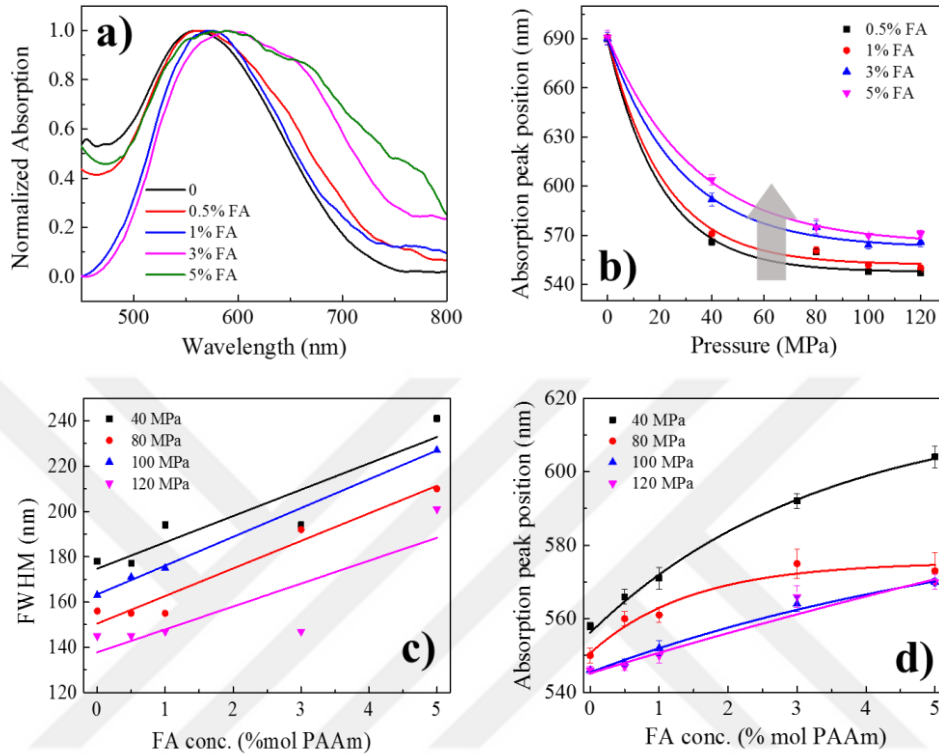 a)
Normalized Absorption
1.0
0.8
0.6
0.4
0.2
0.0
0
0.5% FA
1% FA
3% FA
5% FA
500
600
700
800
Wavelength (nm)
b)
Absorption peak position (nm)
690
660
630
600
570
540
0.5% FA
1% FA
3% FA
5% FA
0
20
40
60
80
100
120
Pressure (MPa)
c)
FWHM (nm)
240
220
200
180
160
140
120
40 MPa
80 MPa
100 MPa
120 MPa
0
1
2
3
4
5
FA conc. (%mol PAAm)
d)
Absorption peak position (nm)
620
600
580
560
540
40 MPa
80 MPa
100 MPa
120 MPa
0
1
2
3
4
5
FA conc. (% mol PAAm)